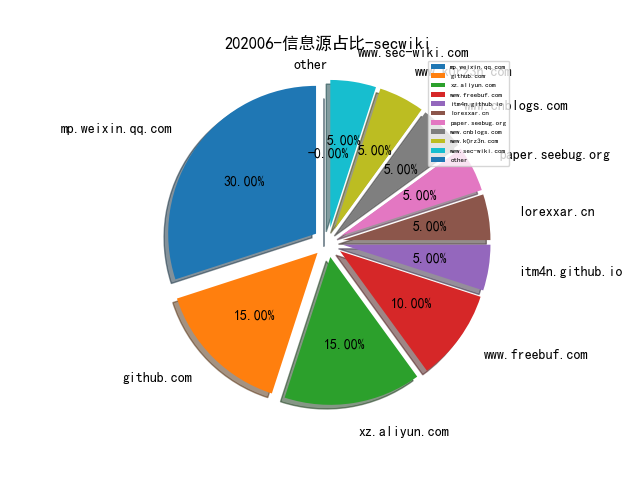 202006-信息源占比-secwiki
other
mp.weixin.qq.com
github.com
xz.aliyun.com
www.freebuf.com
itm4n.github.io
lorexxar.cn
paper.seebug.org
www.sec-wiki.com
30.00%
15.00%
15.00%
10.00%
5.00%
5.00%
5.00%
5.00%
5.00%
5.00%
-0.00%
mp.weixin.qq.com
github.com
xz.aliyun.com
www.freebuf.com
itm4n.github.io
lorexxar.cn
paper.seebug.org
www.cnblogs.com
www.k0rz3n.com
www.sec-wiki.com
other